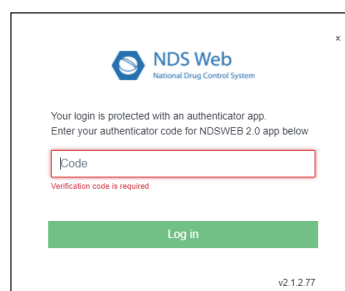 x
NDS Web
National Drug Control System
Your login is protected with an authenticator app.
Enter your authenticator code for NDSWEB 2.0 app below
Code
Verification code is required
Log in
v2.1.2.77